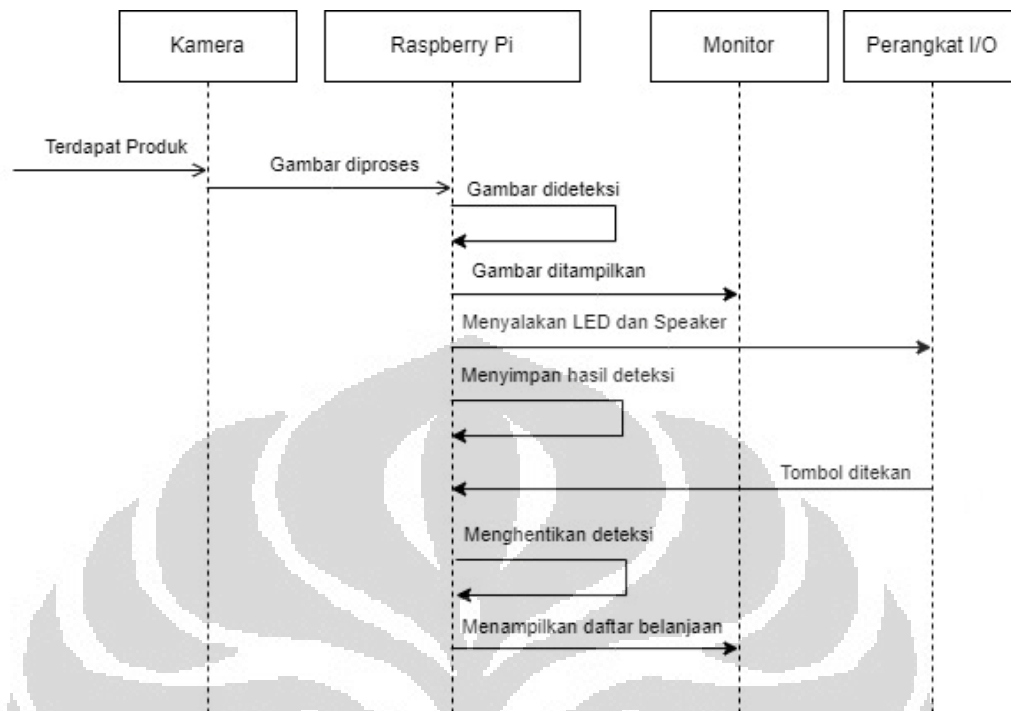 Kamera
Raspberry Pi
Monitor
Perangkat I/O
Terdapat Produk
Gambar diproses
Gambar dideteksi
Gambar ditampilkan
Menyalakan LED dan Speaker
Menyimpan hasil deteksi
Tombol ditekan
Menghentikan deteksi
Menampilkan daftar belanjaan